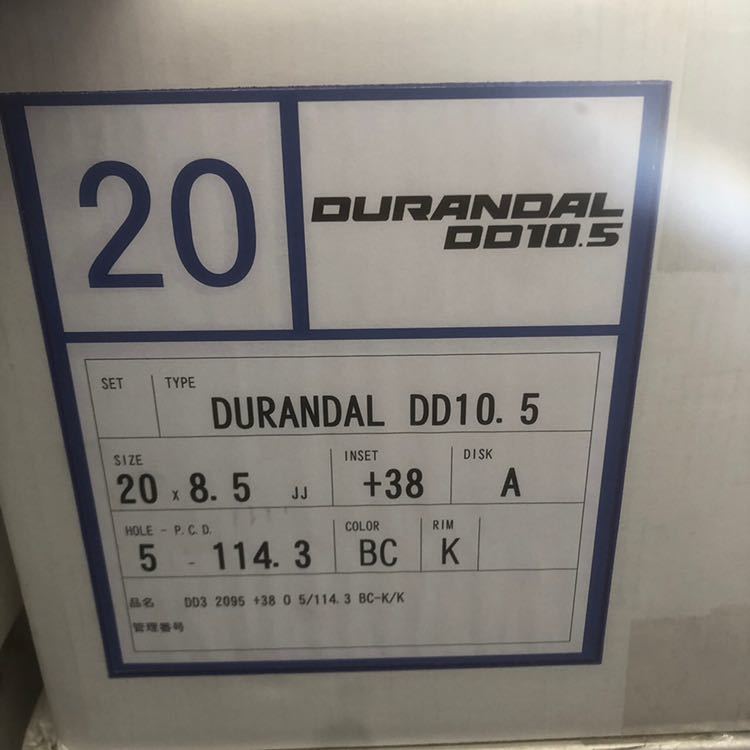 20
DURANDAL
DD10.5
SET TYPE
DURANDAL DD10.5
SIZE INSET DISK
20 x 8.5 JJ +38 A
HOLE - P.C.D. COLOR RIM
5 - 114.3 BC K
品名 DD3 2095 +38 0 5/114.3 BC-K/K
管理番号